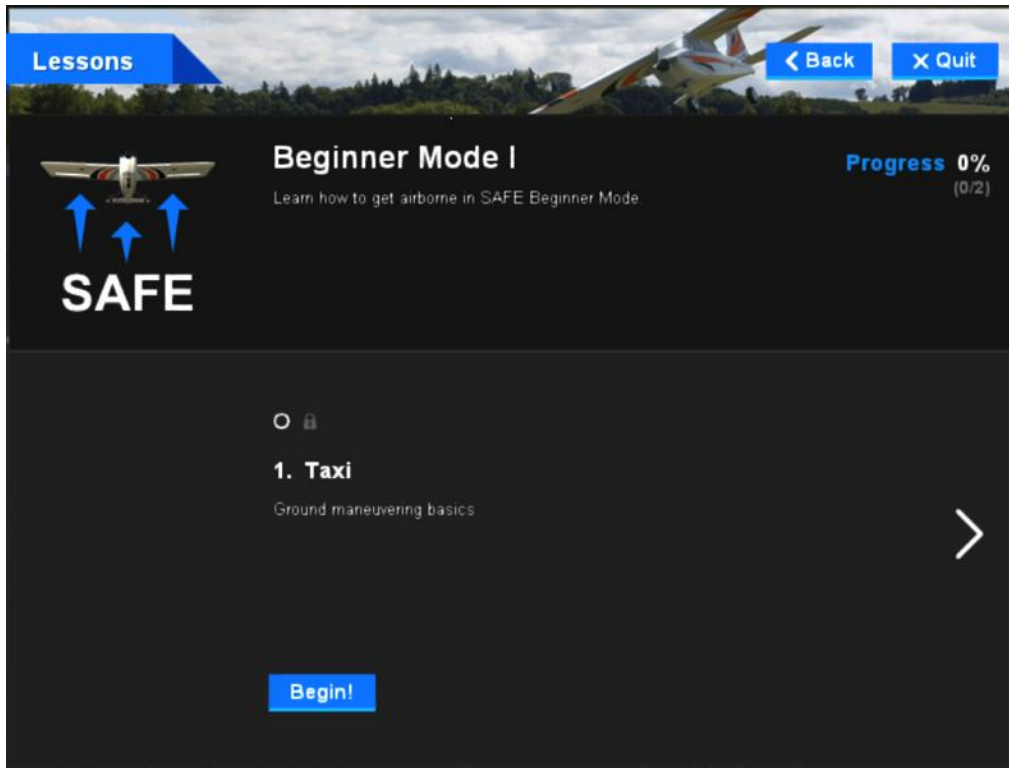 Lessons
Back
Quit
Beginner Mode I
Learn how to get airborne in SAFE Beginner Mode.
Progress 0%
(0/2)
SAFE
1. Taxi
Ground maneuvering basics
Begin!